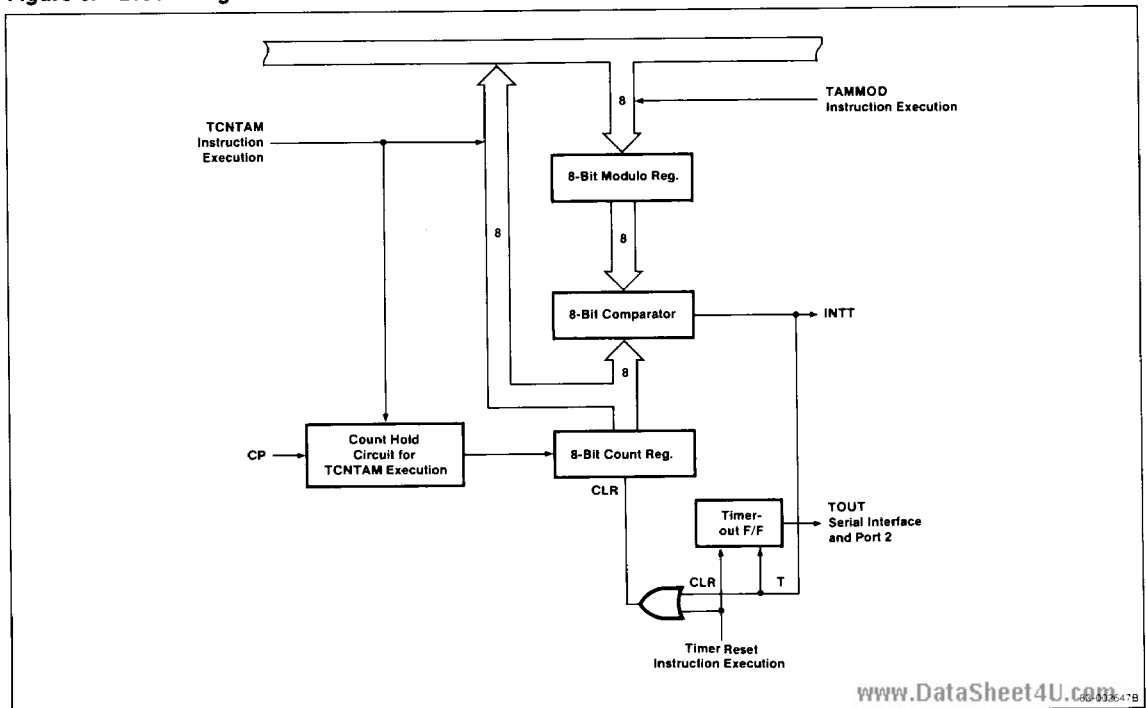 8
TAMMOD
Instruction Execution
TCNTAM
Instruction
Execution
8-Bit Modulo Reg.
8
8
8-Bit Comparator
INTT
8
CP
Count Hold
Circuit for
TCNTAM Execution
8-Bit Count Reg.
CLR
Timer-
out F/F
TOUT
Serial Interface
and Port 2
CLR
T
Timer Reset
Instruction Execution
www.DataSheet4U.com